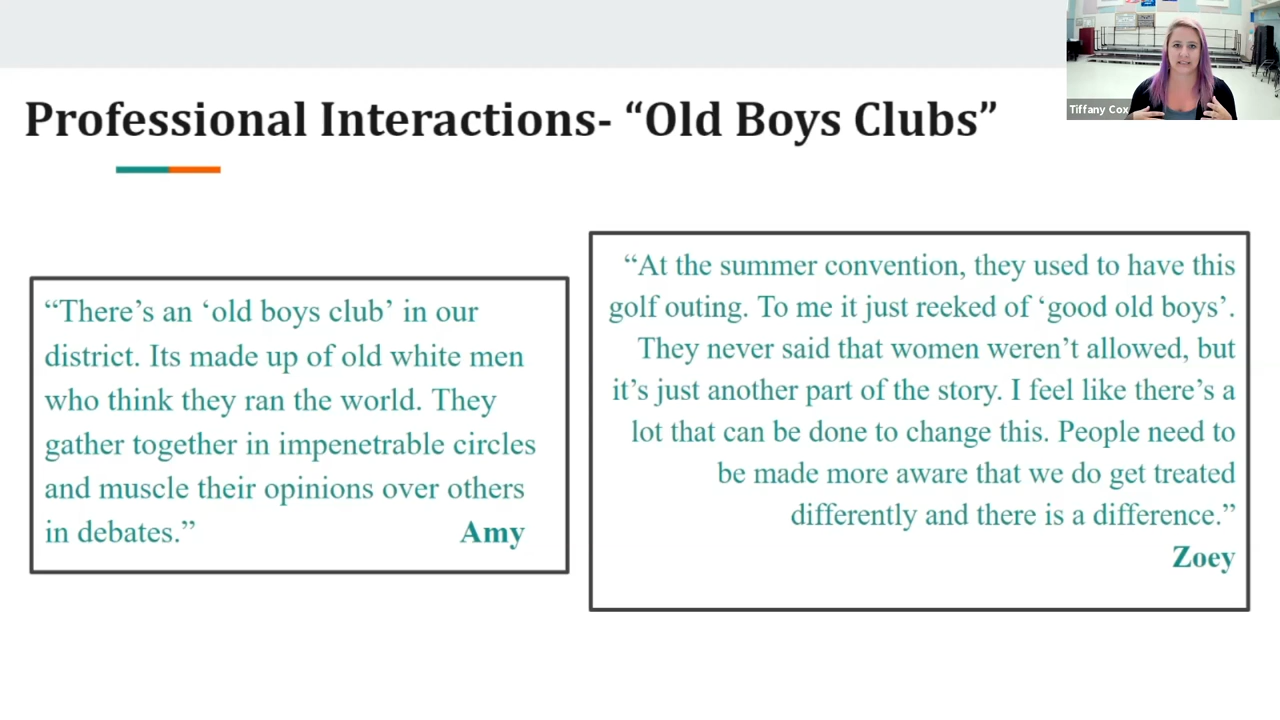 Professional Interactions- “Old Boys Clubs”
Tiffany Cox
“There’s an ‘old boys club’ in our
district. Its made up of old white men
who think they ran the world. They
gather together in impenetrable circles
and muscle their opinions over others
in debates.” Amy
“At the summer convention, they used to have this
golf outing. To me it just reeked of ‘good old boys’.
They never said that women weren’t allowed, but
it’s just another part of the story. I feel like there’s a
lot that can be done to change this. People need to
be made more aware that we do get treated
differently and there is a difference.”
Zoey